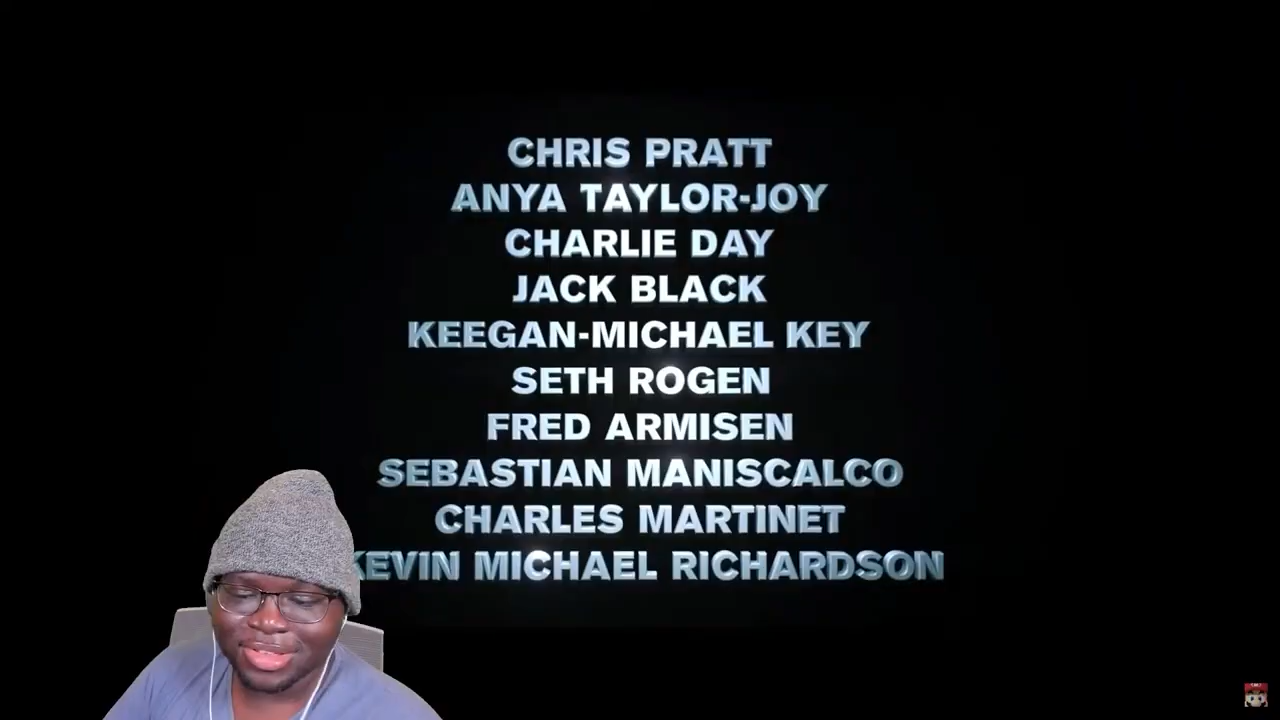 CHRIS PRATT
ANYA TAYLOR-JOY
CHARLIE DAY
JACK BLACK
KEEGAN-MICHAEL KEY
SETH ROGEN
FRED ARMISEN
SEBASTIAN MANISCALCO
CHARLES MARTINET
KEVIN MICHAEL RICHARDSON